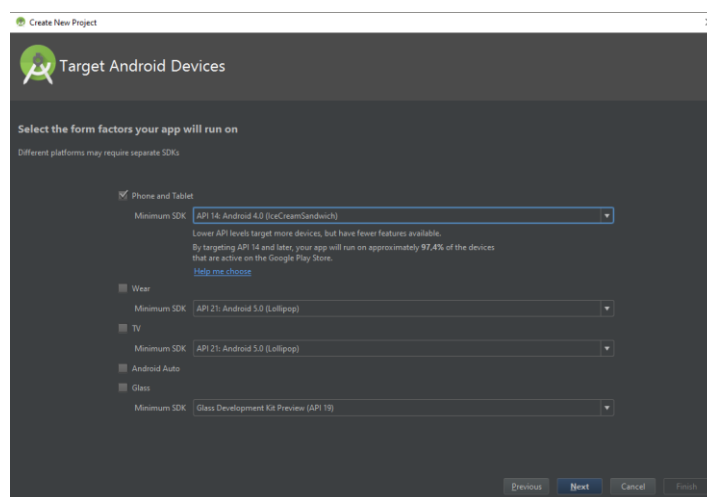 Create New Project
Target Android Devices
Select the form factors your app will run on
Different platforms may require separate SDKs
Phone and Tablet
Minimum SDK API 14: Android 4.0 (IceCreamSandwich)
Lower API levels target more devices, but have fewer features available.
By targeting API 14 and later, your app will run on approximately 97,4% of the devices
that are active on the Google Play Store.
Help me choose
Wear
Minimum SDK API 21: Android 5.0 (Lollipop)
TV
Minimum SDK API 21: Android 5.0 (Lollipop)
Android Auto
Glass
Minimum SDK Glass Development Kit Preview (API 19)
Previous Next Cancel Finish